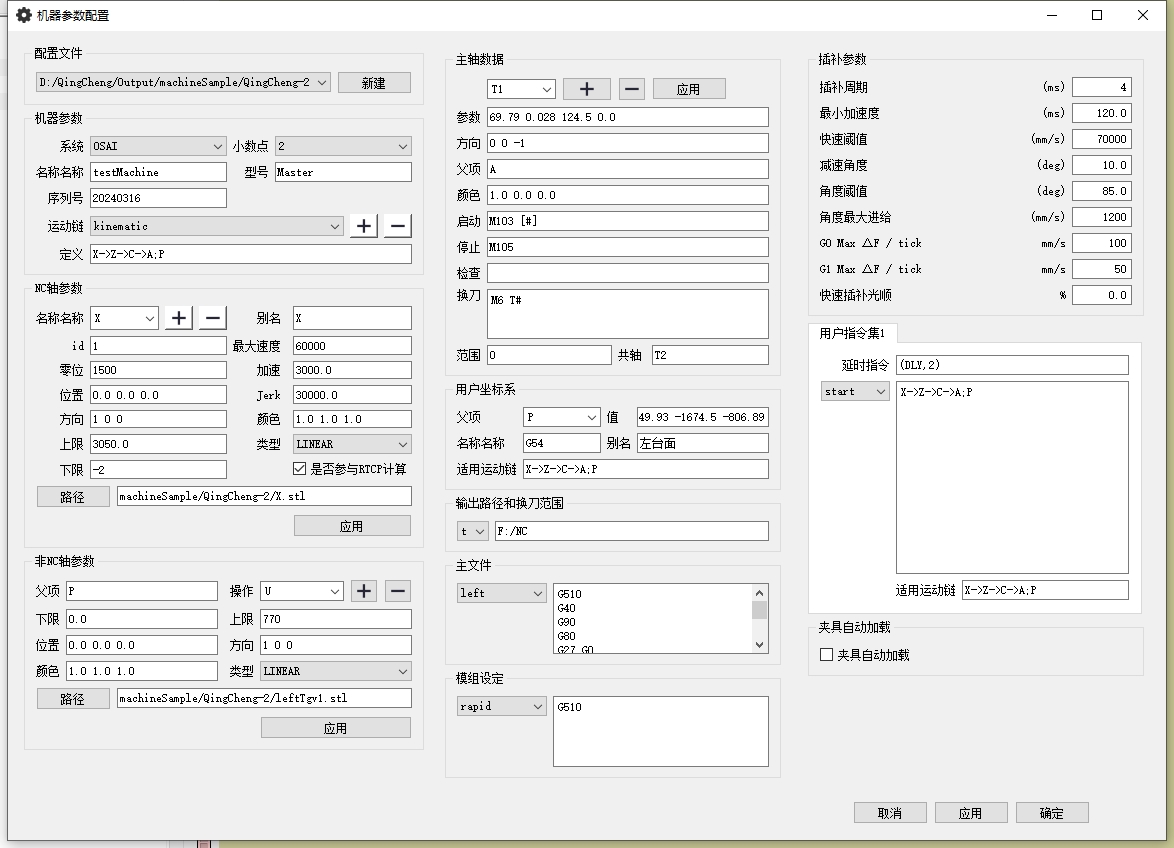 机器参数配置
配置文件
D:/QingCheng/Output/machineSample/QingCheng-2 新建
机器参数
系统 OSAI 小数点 2
名称名称 testMachine 型号 Master
序列号 20240316
运动链 kinematic + −
定义 X->Z->C->A;P
NC轴参数
名称名称 X + − 别名 X
id 1 最大速度 60000
零位 1500 加速 3000.0
位置 0.0 0.0 0.0 Jerk 30000.0
方向 1 0 0 颜色 1.0 1.0 1.0
上限 3050.0 类型 LINEAR
下限 -2 是否参与RTCP计算
路径 machineSample/QingCheng-2/X.stl
应用
非NC轴参数
父项 P 操作 U + −
下限 0.0 上限 770
位置 0.0 0.0 0.0 方向 1 0 0
颜色 1.0 1.0 1.0 类型 LINEAR
路径 machineSample/QingCheng-2/leftTgv1.stl
应用
主轴数据
T1 + − 应用
参数 69.79 0.028 124.5 0.0
方向 0 0 -1
父项 A
颜色 1.0 0.0 0.0
启动 M103 [#]
停止 M105
检查
换刀 M6 T#
范围 0 共轴 T2
用户坐标系
父项 P 值 49.93 -1674.5 -806.89
名称名称 G54 别名 左台面
适用运动链 X->Z->C->A;P
输出路径和换刀范围
t F:/NC
主文件
left G510
G40
G90
G80
G27 G0
模组设定
rapid G510
插补参数
插补周期 (ms) 4
最小加速度 (ms) 120.0
快速阈值 (mm/s) 70000
减速角度 (deg) 10.0
角度阈值 (deg) 85.0
角度最大进给 (mm/s) 1200
G0 Max △F / tick mm/s 100
G1 Max △F / tick mm/s 50
快速插补光顺 % 0.0
用户指令集1
延时指令 (DLY,2)
start X->Z->C->A;P
适用运动链 X->Z->C->A;P
夹具自动加载
夹具自动加载
取消 应用 确定